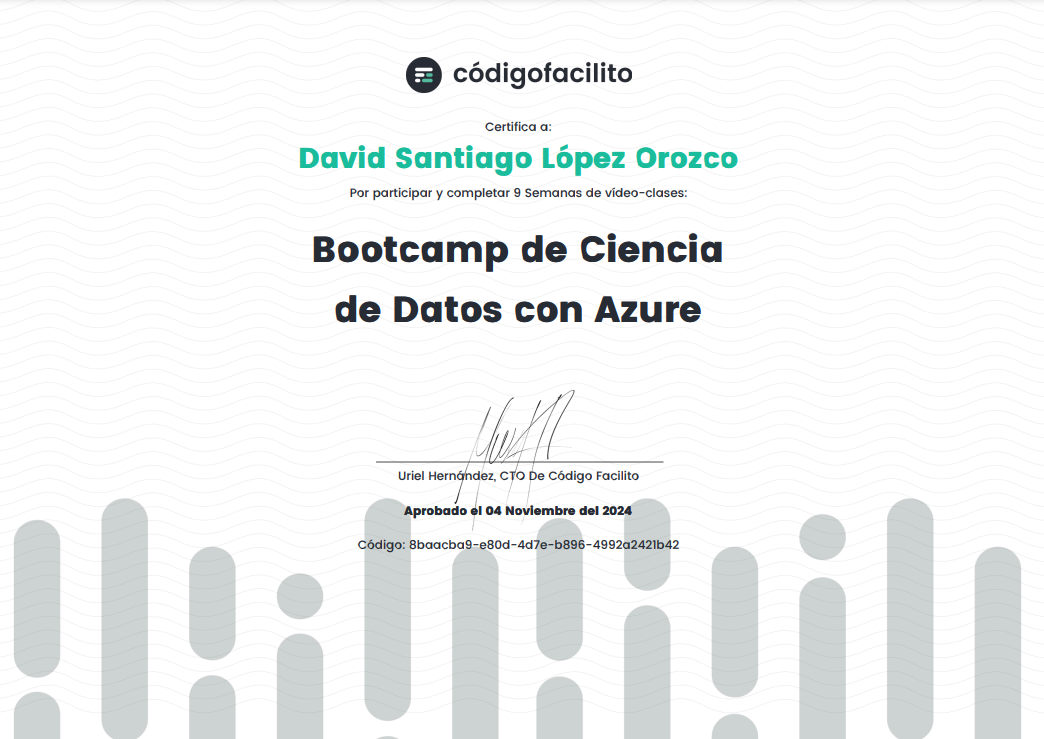 códigofacilito
Certifica a:
David Santiago López Orozco
Por participar y completar 9 Semanas de vídeo-clases:
Bootcamp de Ciencia
de Datos con Azure
Uriel Hernández, CTO De Código Facilito
Aprobado el 04 Noviembre del 2024
Código: 8baacba9-e80d-4d7e-b896-4992a2421b42